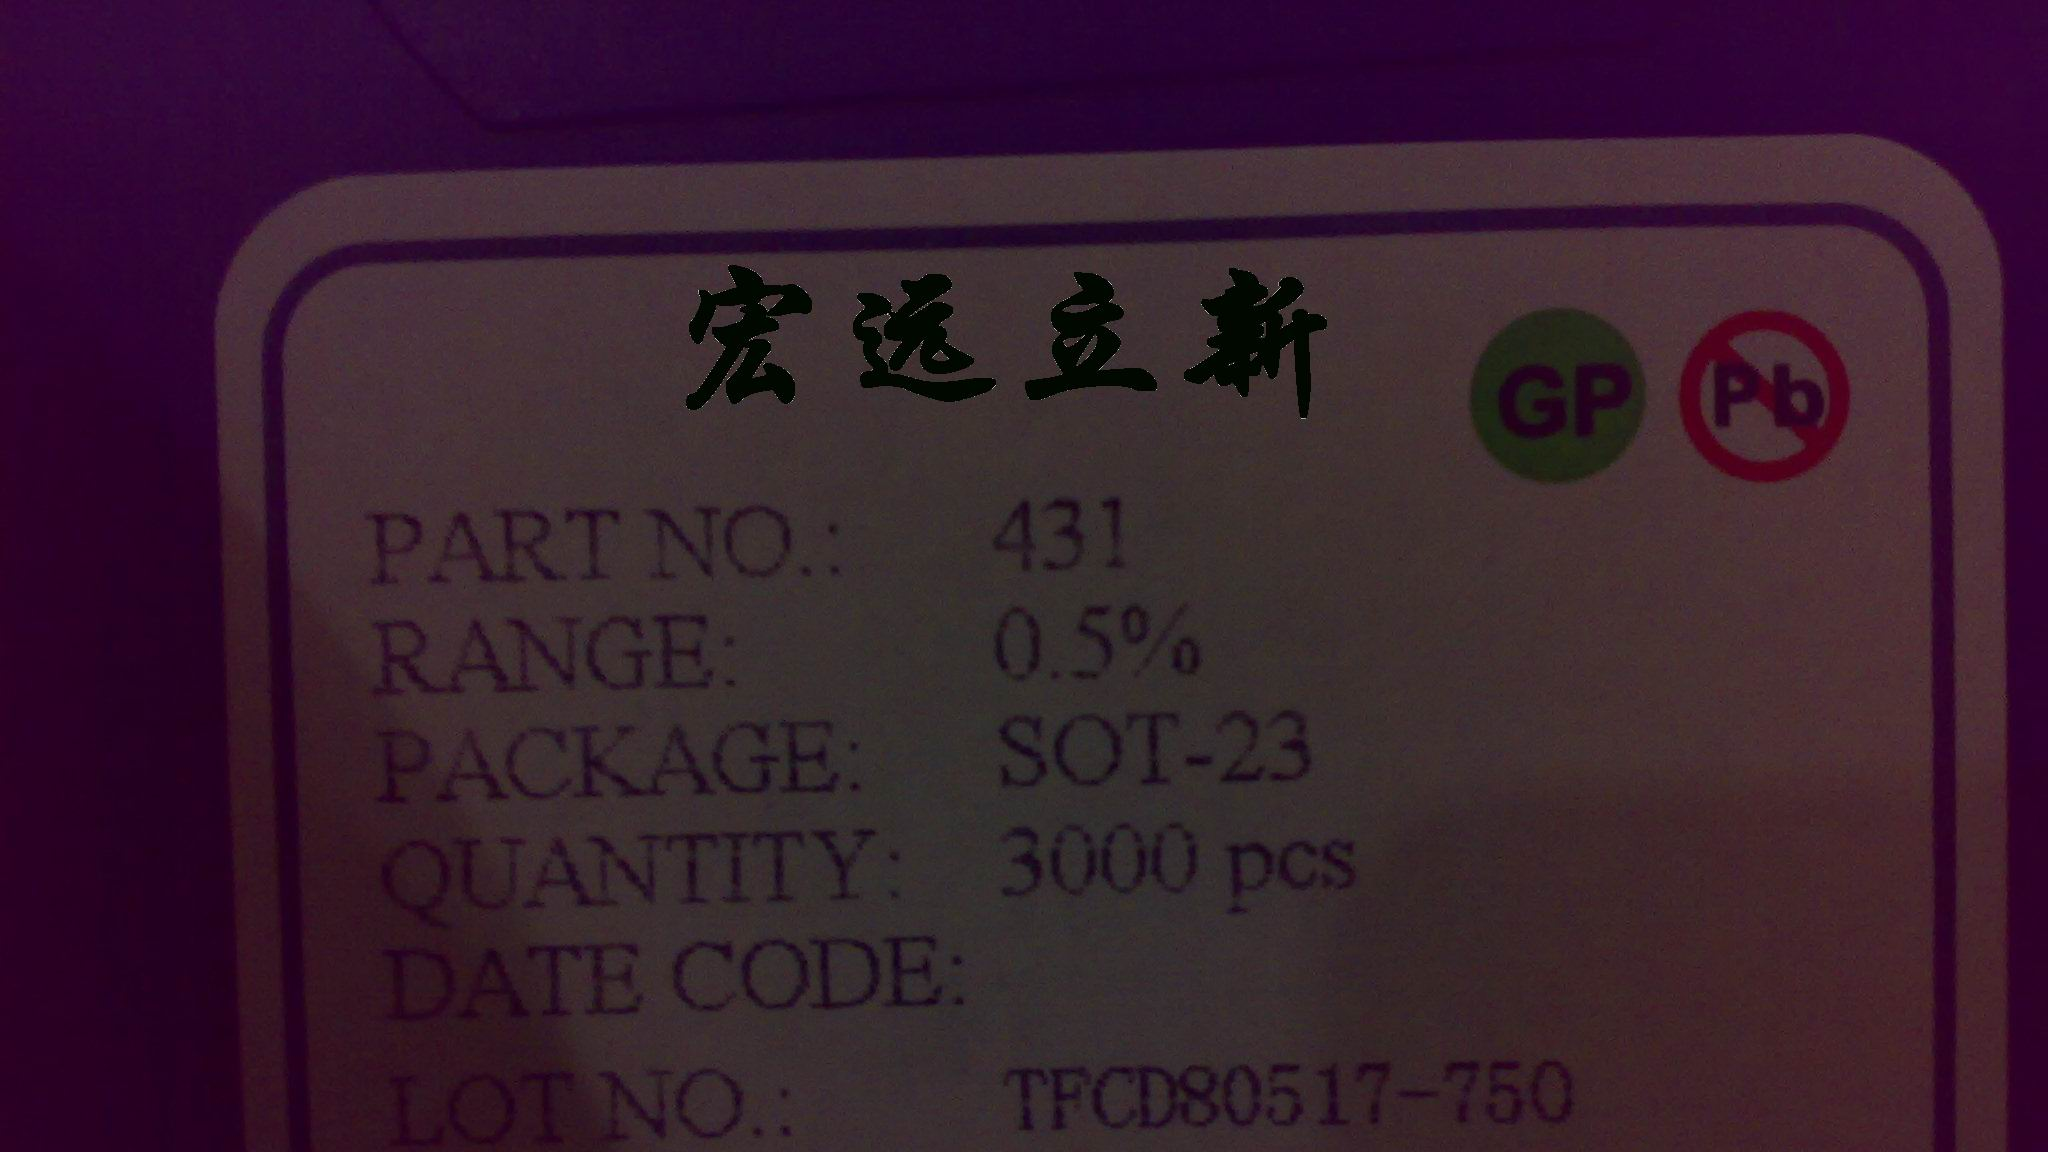 宏远立新
GP Pb
PART NO.: 431
RANGE: 0.5%
PACKAGE: SOT-23
QUANTITY: 3000 pcs
DATE CODE:
LOT NO.: TFCD80517-750